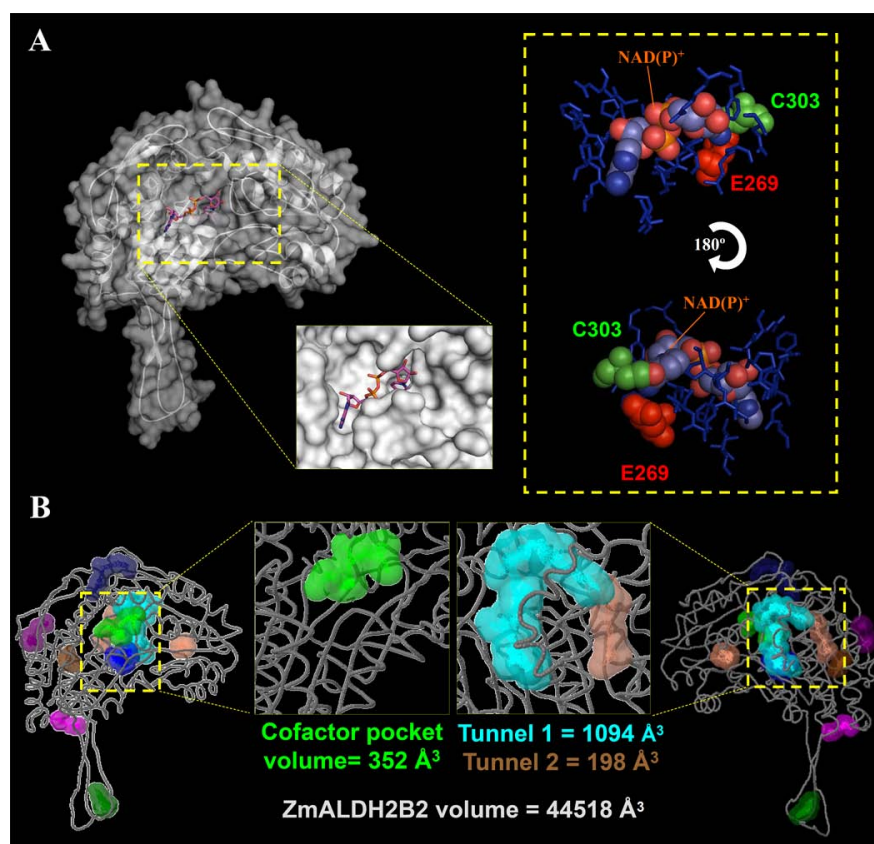 A
NAD(P)+
C303
E269
180º
NAD(P)+
C303
E269
B
Cofactor pocket
volume= 352 Å³
Tunnel 1 = 1094 Å³
Tunnel 2 = 198 Å³
ZmALDH2B2 volume = 44518 Å³